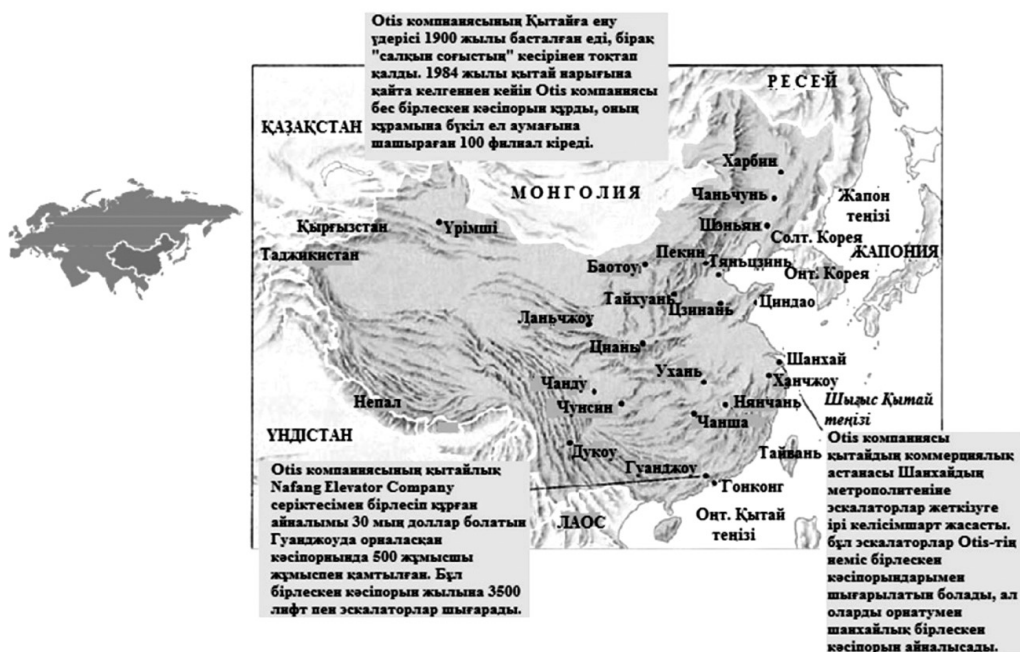 Otis компниаясының Қытайға ену
үдерісі 1900 жылы басталған еді, бірақ
"салқын соғыстың" кесірінен тоқтап
қалды. 1984 жылы қытай нарығына
қайта келгеннен кейін Otis компаниясы
бес бірлескен кәсіпорын құрды, оның
құрамына бүкіл ел аумағына
шашыраған 100 филиал кіреді.
РЕСЕЙ
ҚАЗАҚСТАН
Харбин
МОНГОЛИЯ
Чаньчунь
Жапон
теңізі
Қырғызстан
Үрімші
Шэньян
Солт. Корея
Таджикистан
Пекин
Тяньцзинь
ЖАПОНИЯ
Баотоу
Оңт. Корея
Тайхуань
Цзинань
Циндао
Ланьчжоу
Циань
Шанхай
Ухань
Ханчжоу
Чанду
Нянчань
Шығыс Қытай
теңізі
Непал
Чунсин
Чанша
ҮНДІСТАН
Дукоу
Тайвань
Гуанджоу
Гонконг
ЛАОС
Оңт. Қытай
теңізі
Otis компаниясының қытайлық
Nafang Elevator Company
серіктесімен бірлесіп құрған
айналымы 30 мың доллар болатын
Гуанджоуда орналасқан
кәсіпорнында 500 жұмысшы
жұмыспен қамтылған. Бұл
бірлескен кәсіпорын жылына 3500
лифт пен эскалаторлар шығарады.
Otis компаниясы
қытайдың коммерциялық
астанасы Шанхайдың
метрополитеніне
эскалаторлар жеткізуге
ірі келісімшарт жасасты.
бұл эскалаторлар Otis-тің
неміс бірлескен
кәсіпорындарымен
шығарылатын болады, ал
оларды орнатумен
шанхайлық бірлескен
кәсіпорын айналысады.